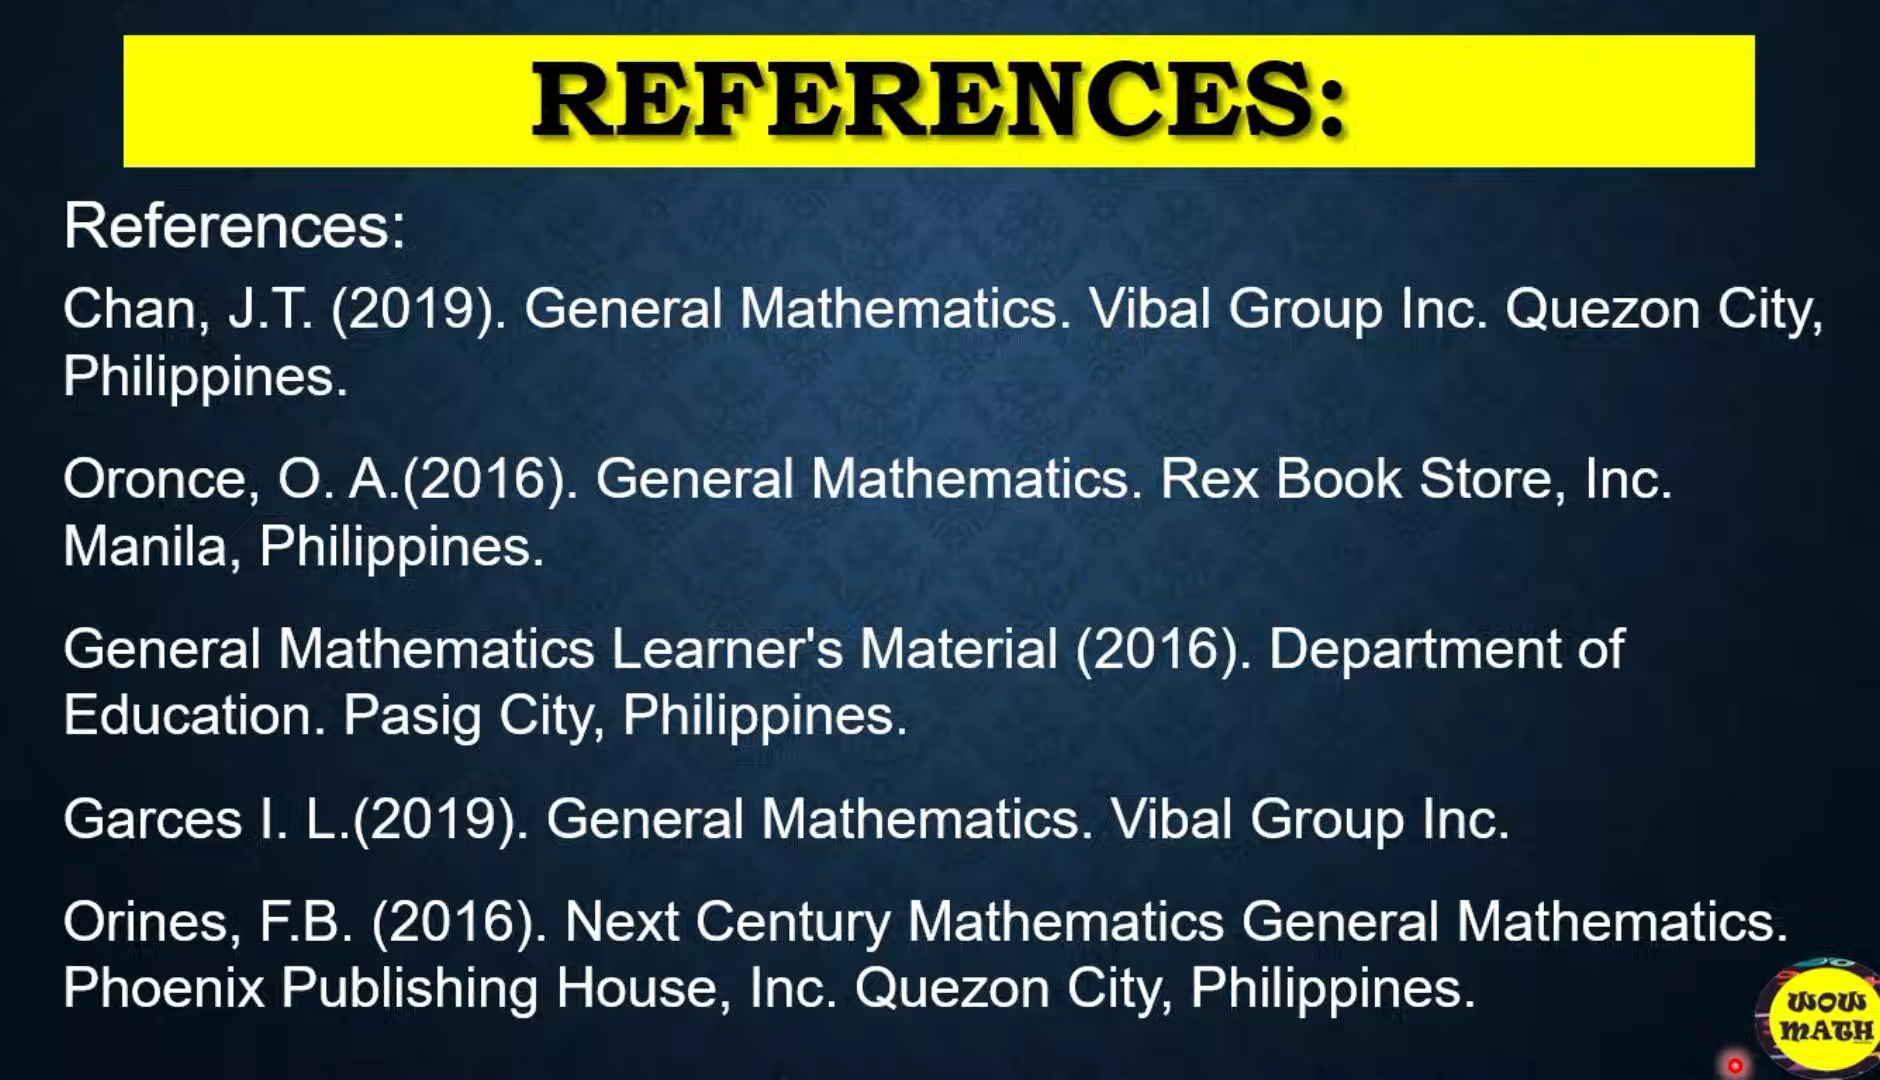 REFERENCES:
References:
Chan, J.T. (2019). General Mathematics. Vibal Group Inc. Quezon City,
Philippines.
Oronce, O. A.(2016). General Mathematics. Rex Book Store, Inc.
Manila, Philippines.
General Mathematics Learner's Material (2016). Department of
Education. Pasig City, Philippines.
Garces I. L.(2019). General Mathematics. Vibal Group Inc.
Orines, F.B. (2016). Next Century Mathematics General Mathematics.
Phoenix Publishing House, Inc. Quezon City, Philippines.
WOW
MATH